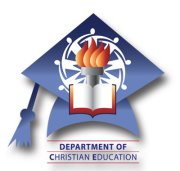 DEPARTMENT OF
CHRISTIAN EDUCATION